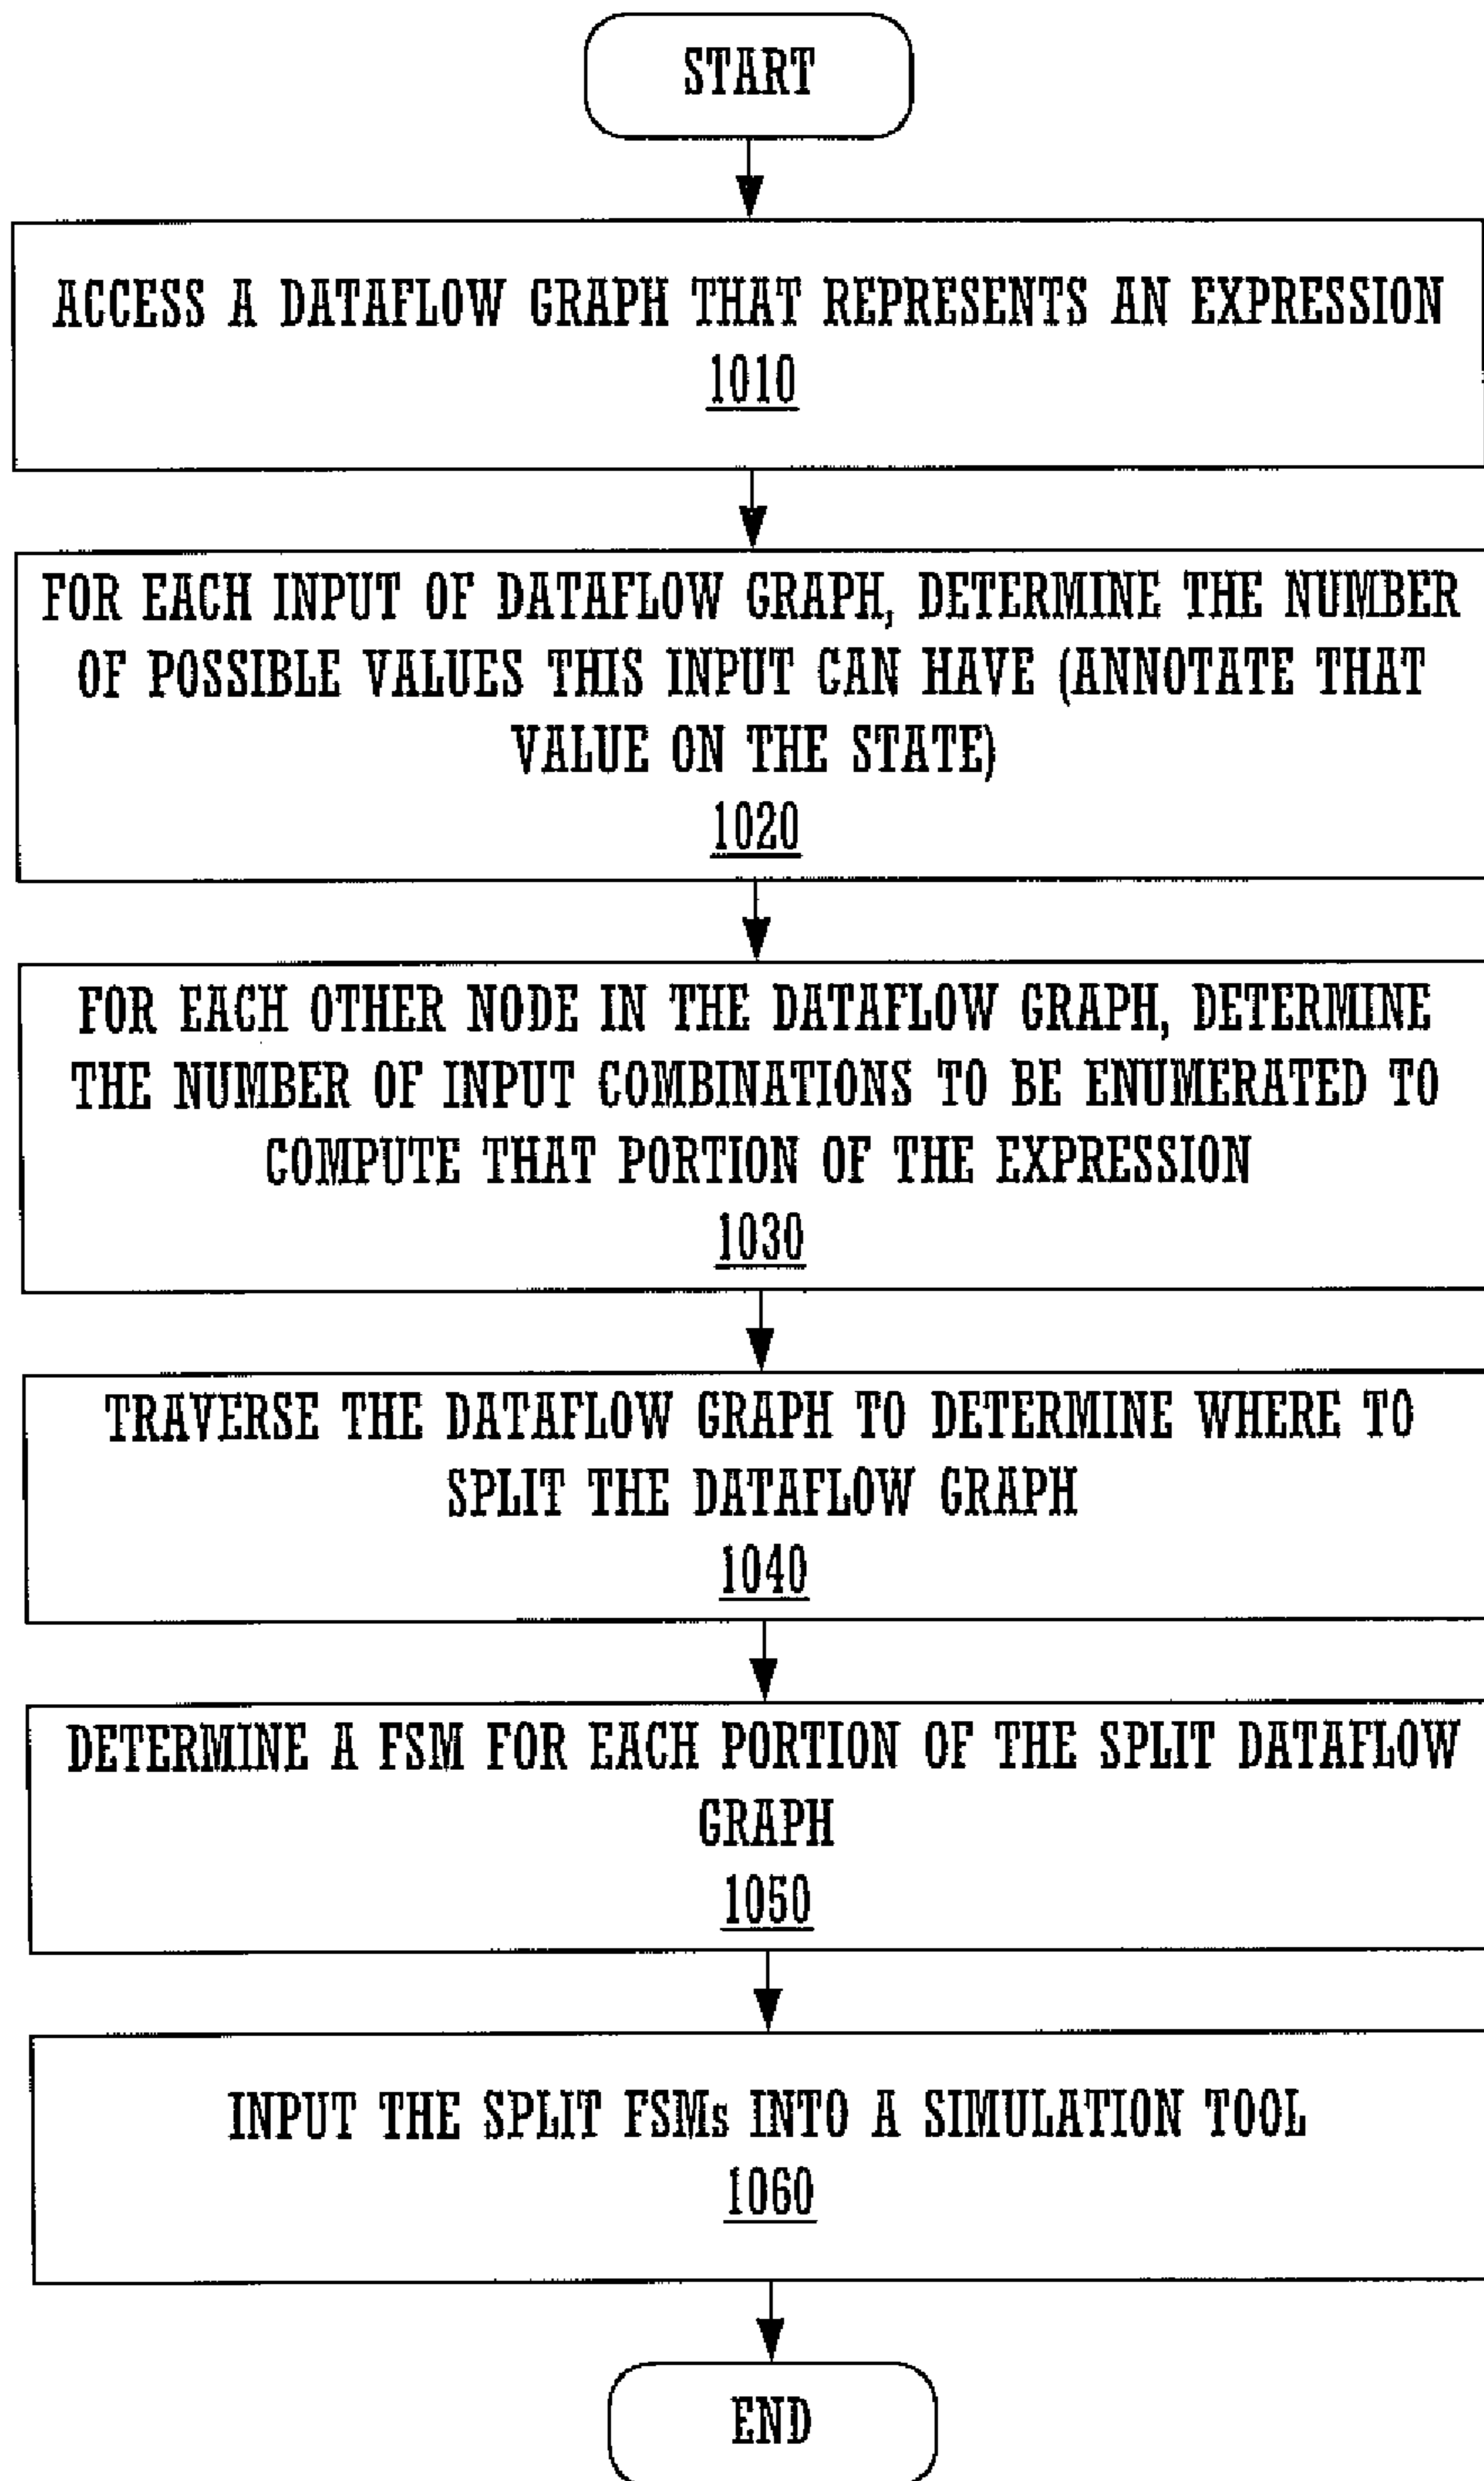 START
ACCESS A DATAFLOW GRAPH THAT REPRESENTS AN EXPRESSION
1010
FOR EACH INPUT OF DATAFLOW GRAPH, DETERMINE THE NUMBER
OF POSSIBLE VALUES THIS INPUT CAN HAVE (ANNOTATE THAT
VALUE ON THE STATE)
1020
FOR EACH OTHER NODE IN THE DATAFLOW GRAPH, DETERMINE
THE NUMBER OF INPUT COMBINATIONS TO BE ENUMERATED TO
COMPUTE THAT PORTION OF THE EXPRESSION
1030
TRAVERSE THE DATAFLOW GRAPH TO DETERMINE WHERE TO
SPLIT THE DATAFLOW GRAPH
1040
DETERMINE A FSM FOR EACH PORTION OF THE SPLIT DATAFLOW
GRAPH
1050
INPUT THE SPLIT FSMs INTO A SIMULATION TOOL
1060
END